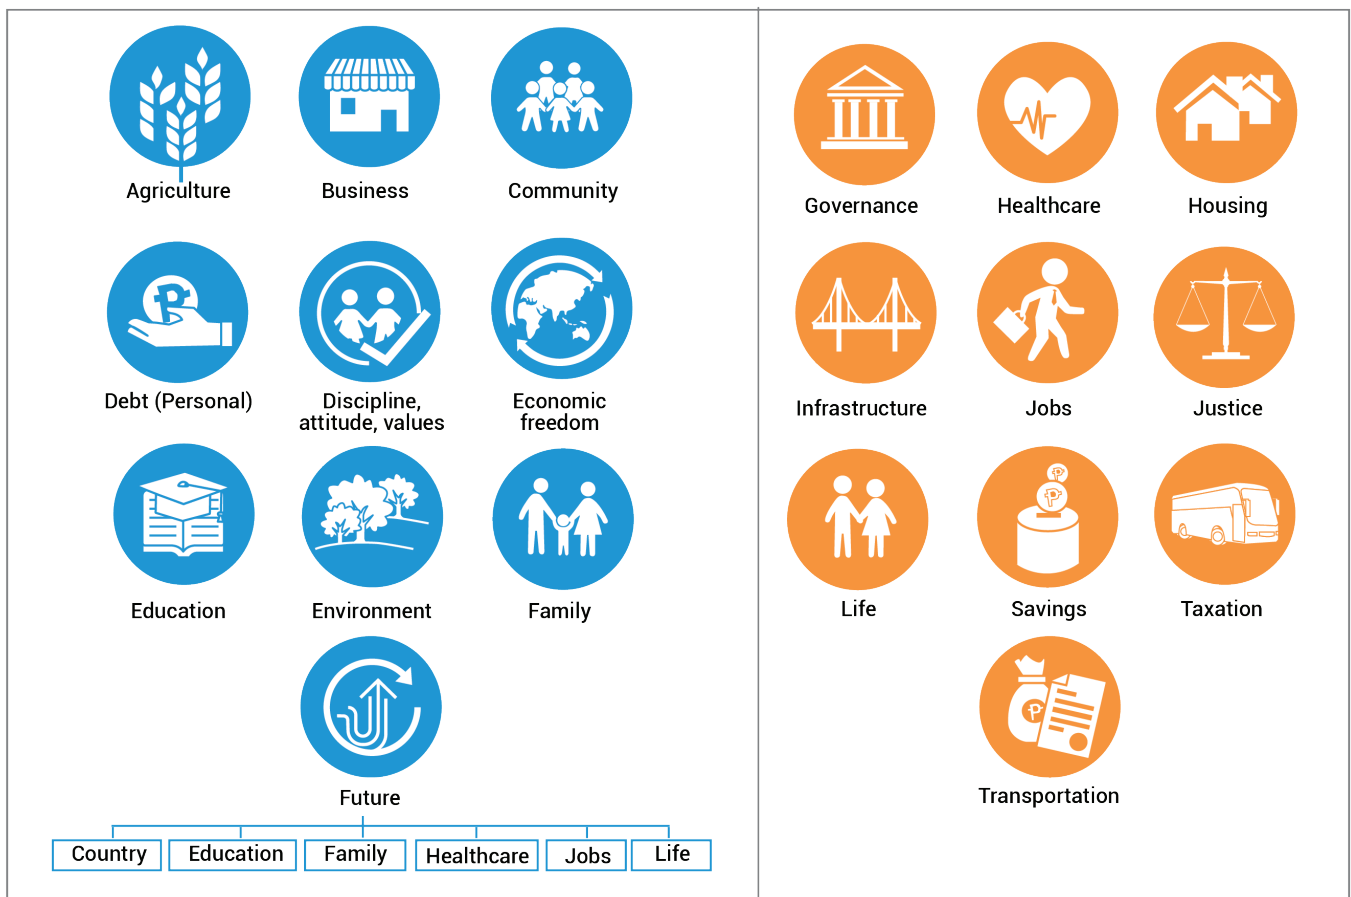 Agriculture
Business
Community
Debt (Personal)
Discipline,
attitude, values
Economic
freedom
Education
Environment
Family
Future
Country
Education
Family
Healthcare
Jobs
Life
Governance
Healthcare
Housing
Infrastructure
Jobs
Justice
Life
Savings
Taxation
Transportation